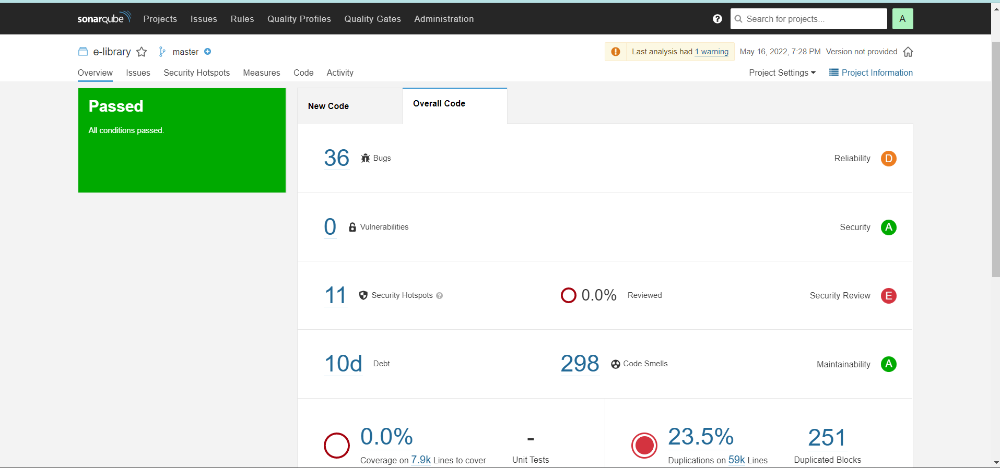 sonarqube Projects Issues Rules Quality Profiles Quality Gates Administration ? Search for projects... A
e-library master Last analysis had 1 warning May 16, 2022, 7:28 PM Version not provided
Overview Issues Security Hotspots Measures Code Activity Project Settings Project Information
Passed
All conditions passed.
New Code Overall Code
36 Bugs Reliability D
0 Vulnerabilities Security A
11 Security Hotspots ? 0.0% Reviewed Security Review E
10d Debt 298 Code Smells Maintainability A
0.0% - 23.5% 251
Coverage on 7.9k Lines to cover Unit Tests Duplications on 59k Lines Duplicated Blocks